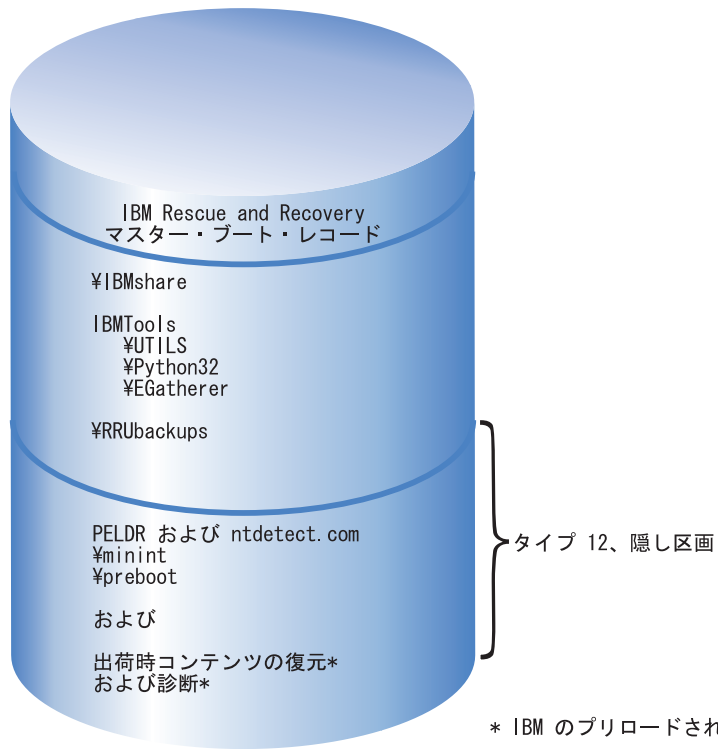 IBM Rescue and Recovery
マスター・ブート・レコード
¥IBMshare
IBMTools
¥UTILS
¥Python32
¥EGatherer
¥RRUbackups
PELDR および ntdetect.com
¥minint
¥preboot
および
出荷時コンテンツの復元*
および診断*
タイプ 12、隠し区画
* IBM のプリロードされ